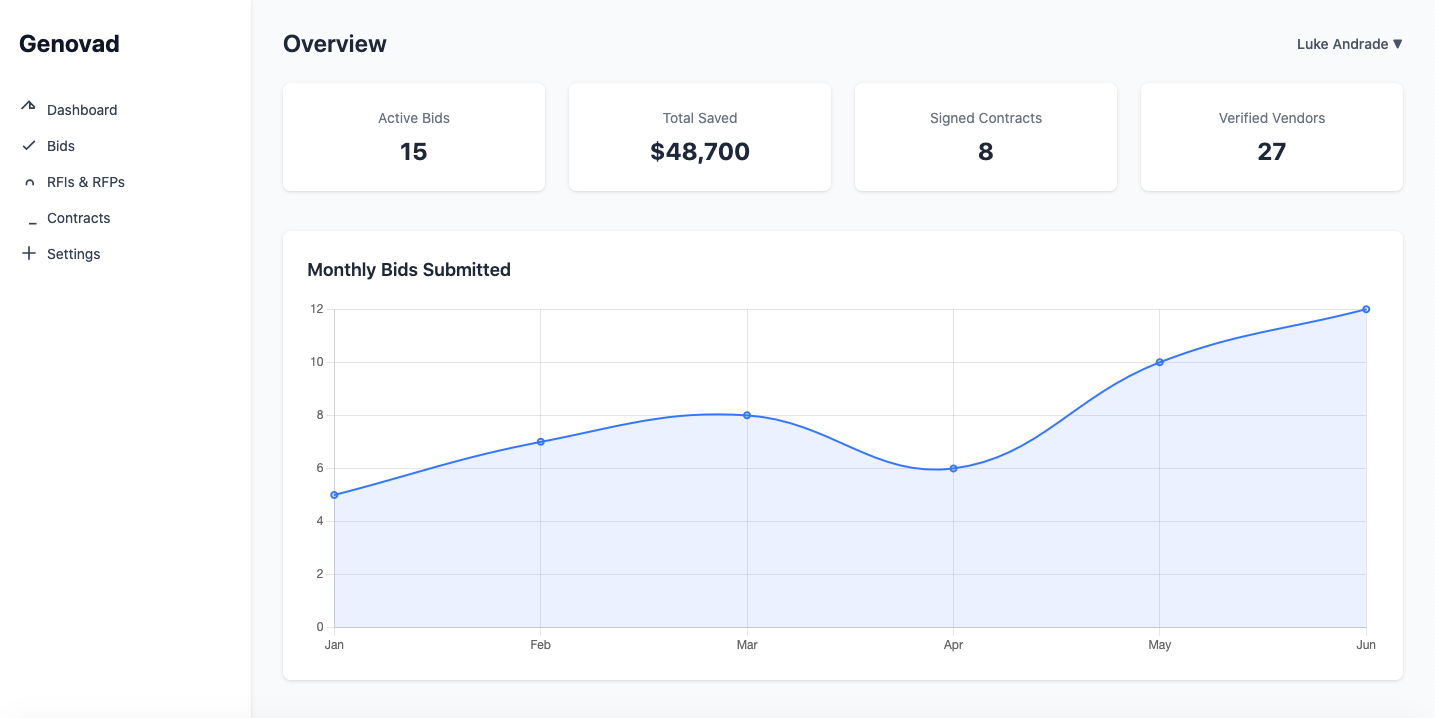 Genovad
Dashboard
Bids
RFIs & RFPs
Contracts
Settings
Overview
Luke Andrade ▼
Active Bids
15
Total Saved
$48,700
Signed Contracts
8
Verified Vendors
27
Monthly Bids Submitted
12
10
8
6
4
2
0
Jan Feb Mar Apr May Jun